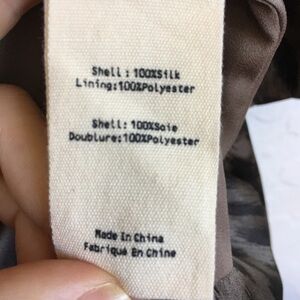 Shell: 100%Silk
Lining:100%Polyester
Shell: 100%Soie
Doublure:100%Polyester
Made In China
Fabriqué En Chine